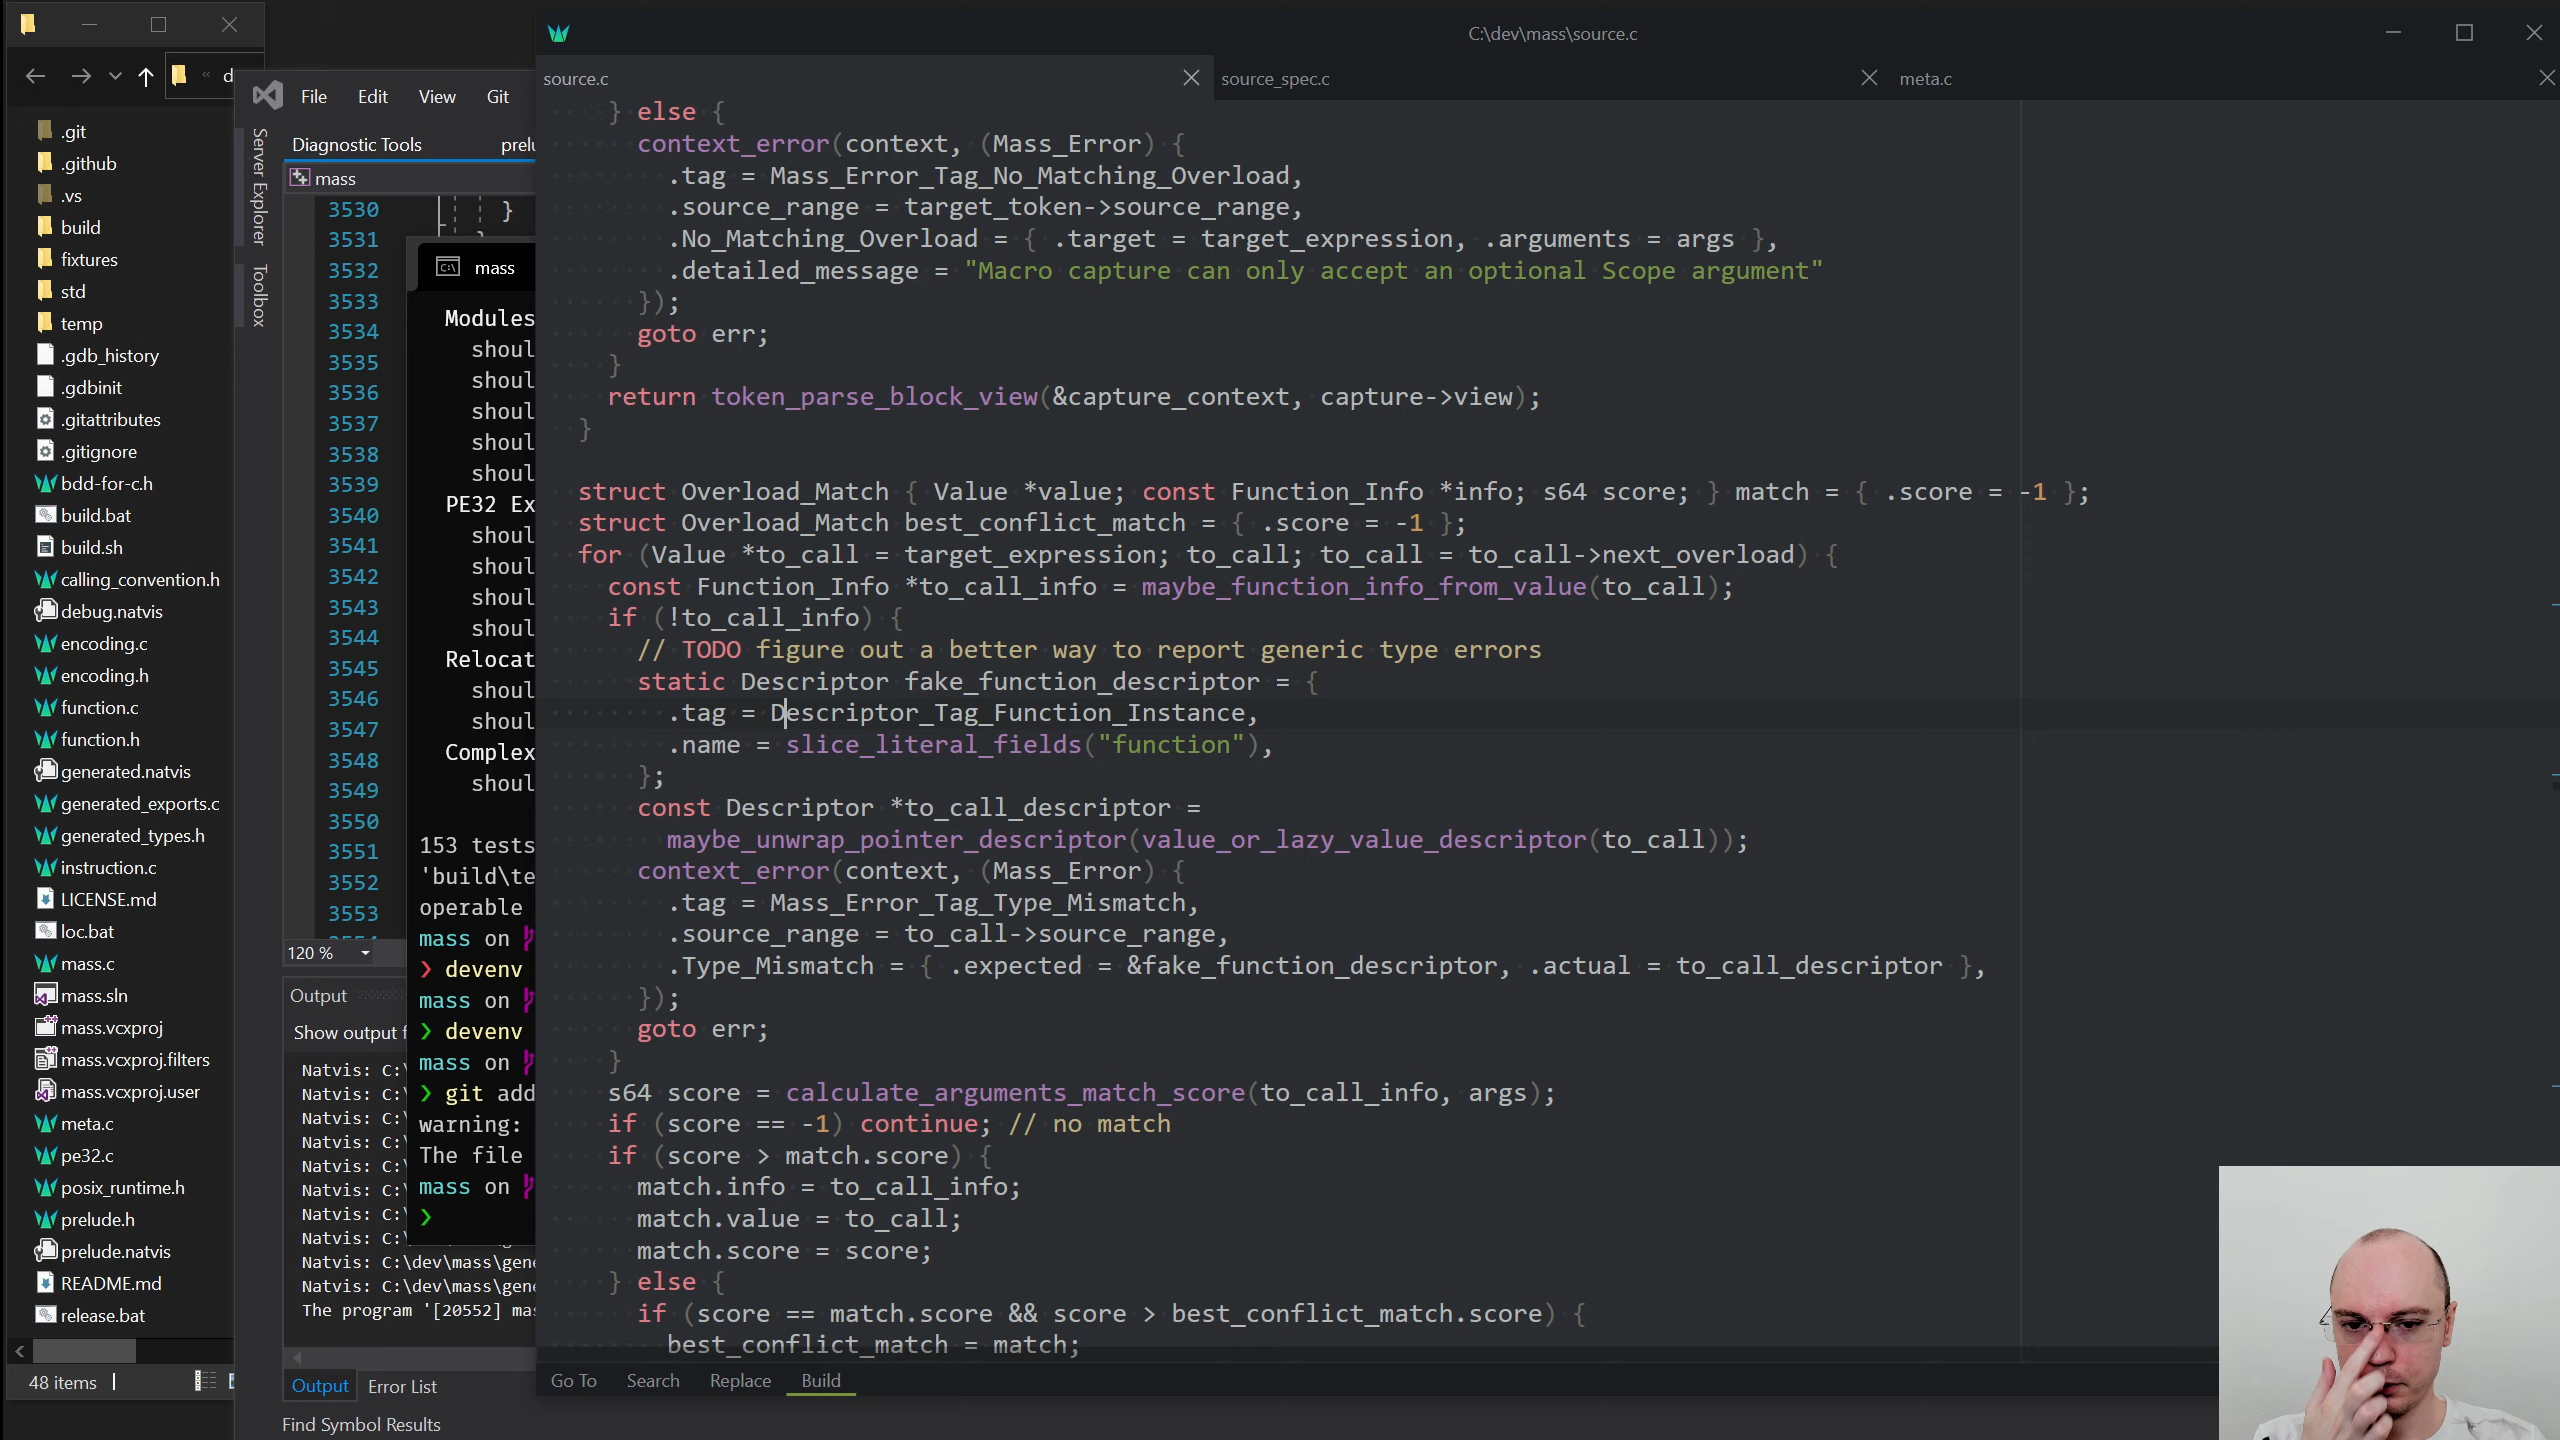 C:\dev\mass\source.c
source.c
source_spec.c
meta.c
d
File Edit View Git
Server Explorer
Toolbox
Diagnostic Tools
mass
.git
.github
.vs
build
fixtures
std
temp
.gdb_history
.gdbinit
.gitattributes
.gitignore
bdd-for-c.h
build.bat
build.sh
calling_convention.h
debug.natvis
encoding.c
encoding.h
function.c
function.h
generated.natvis
generated_exports.c
generated_types.h
instruction.c
LICENSE.md
loc.bat
mass.c
mass.sln
mass.vcxproj
mass.vcxproj.filters
mass.vcxproj.user
meta.c
pe32.c
posix_runtime.h
prelude.h
prelude.natvis
README.md
release.bat
48 items
3530 }
3531
3532
3533
3534
3535
3536
3537
3538
3539
3540
3541
3542
3543
3544
3545
3546
3547
3548
3549
3550
3551
3552
3553
120 %
Output
Show output f
Natvis: C:\
Natvis: C:\
Natvis: C:\
Natvis: C:\
Natvis: C:\
Natvis: C:\
Natvis: C:\
Natvis: C:\
Natvis: C:\dev\mass\gene
Natvis: C:\dev\mass\gene
The program '[20552] mas
Output Error List
Find Symbol Results
mass
Modules
shoul
shoul
shoul
shoul
shoul
PE32 Ex
shoul
shoul
shoul
shoul
Relocat
shoul
shoul
Complex
shoul
153 tests
'build\te
operable
mass on
❯ devenv
mass on
❯ devenv
mass on
❯ git add
warning:
The file
mass on
❯
} else {
context_error(context, (Mass_Error) {
.tag = Mass_Error_Tag_No_Matching_Overload,
.source_range = target_token->source_range,
.No_Matching_Overload = { .target = target_expression, .arguments = args },
.detailed_message = "Macro capture can only accept an optional Scope argument"
});
goto err;
}
return token_parse_block_view(&capture_context, capture->view);
}
struct Overload_Match { Value *value; const Function_Info *info; s64 score; } match = { .score = -1 };
struct Overload_Match best_conflict_match = { .score = -1 };
for (Value *to_call = target_expression; to_call; to_call = to_call->next_overload) {
const Function_Info *to_call_info = maybe_function_info_from_value(to_call);
if (!to_call_info) {
// TODO figure out a better way to report generic type errors
static Descriptor fake_function_descriptor = {
.tag = Descriptor_Tag_Function_Instance,
.name = slice_literal_fields("function"),
};
const Descriptor *to_call_descriptor =
maybe_unwrap_pointer_descriptor(value_or_lazy_value_descriptor(to_call));
context_error(context, (Mass_Error) {
.tag = Mass_Error_Tag_Type_Mismatch,
.source_range = to_call->source_range,
.Type_Mismatch = { .expected = &fake_function_descriptor, .actual = to_call_descriptor },
});
goto err;
}
s64 score = calculate_arguments_match_score(to_call_info, args);
if (score == -1) continue; // no match
if (score > match.score) {
match.info = to_call_info;
match.value = to_call;
match.score = score;
} else {
if (score == match.score && score > best_conflict_match.score) {
best_conflict_match = match;
Go To Search Replace Build